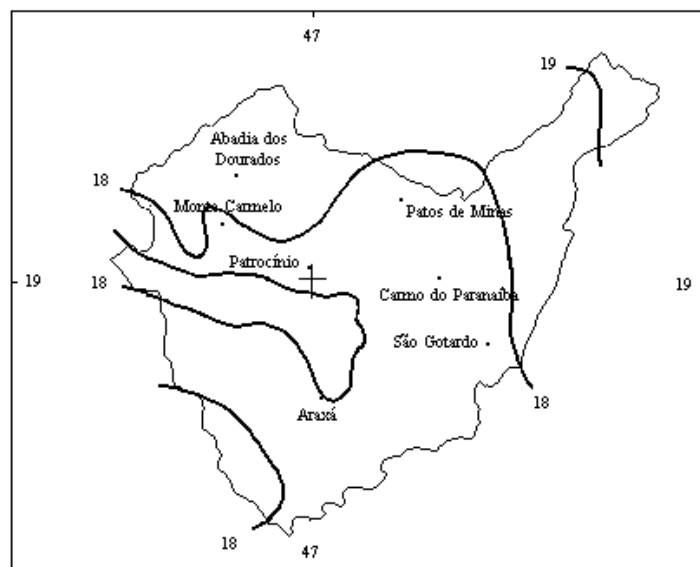 47
19
Abadia dos
Dourados
18
Monte Carmelo
Patos de Minas
Patrocínio
19
18
19
Carmo do Paranaíba
São Gotardo
Araxá
18
18
47